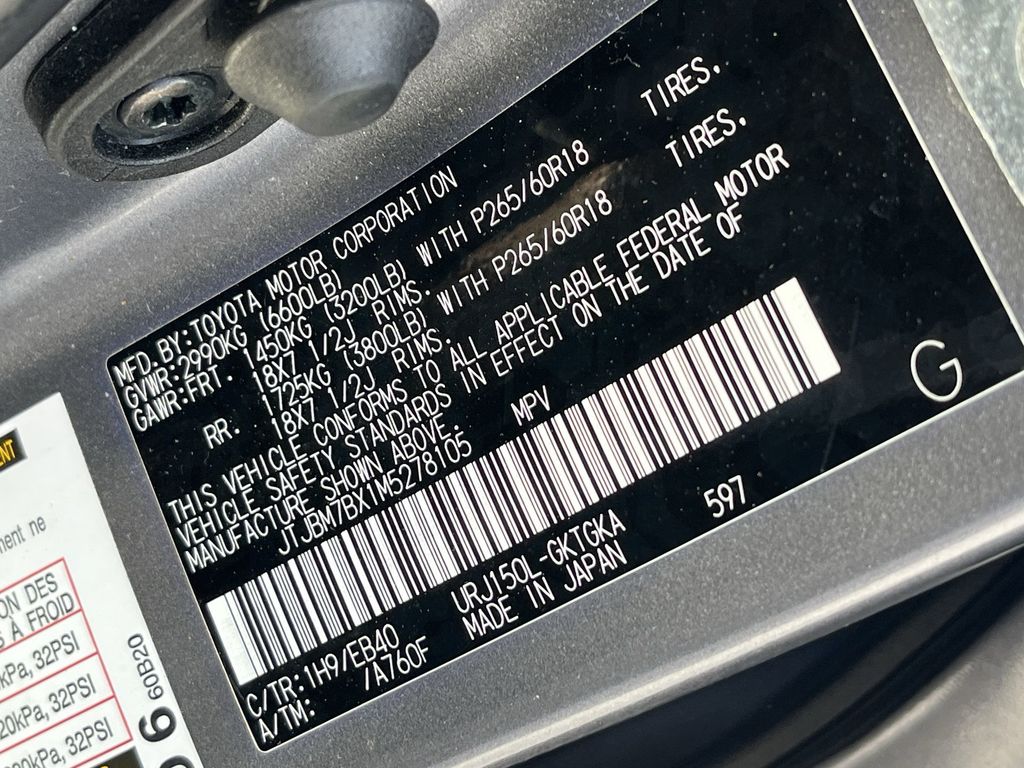 MFD. BY: TOYOTA MOTOR CORPORATION
GVWR: 2990KG (6600LB)
GAWR: FRT. 1450KG (3200LB) WITH P265/60R18 TIRES.
18X7 1/2J RIMS.
RR. 1725KG (3800LB) WITH P265/60R18 TIRES.
18X7 1/2J RIMS.
THIS VEHICLE CONFORMS TO ALL APPLICABLE FEDERAL MOTOR
VEHICLE SAFETY STANDARDS IN EFFECT ON THE DATE OF
MANUFACTURE SHOWN ABOVE.
JTJBM7BX1M5278105 MPV
G
C/TR: 1H9/EB40 URJ150L-GKTGKA 597
A/TM: /A760F MADE IN JAPAN
ne
ON DES
À FROID
kPa, 32PSI
20kPa, 32PSI
kPa, 32PSI
60B20